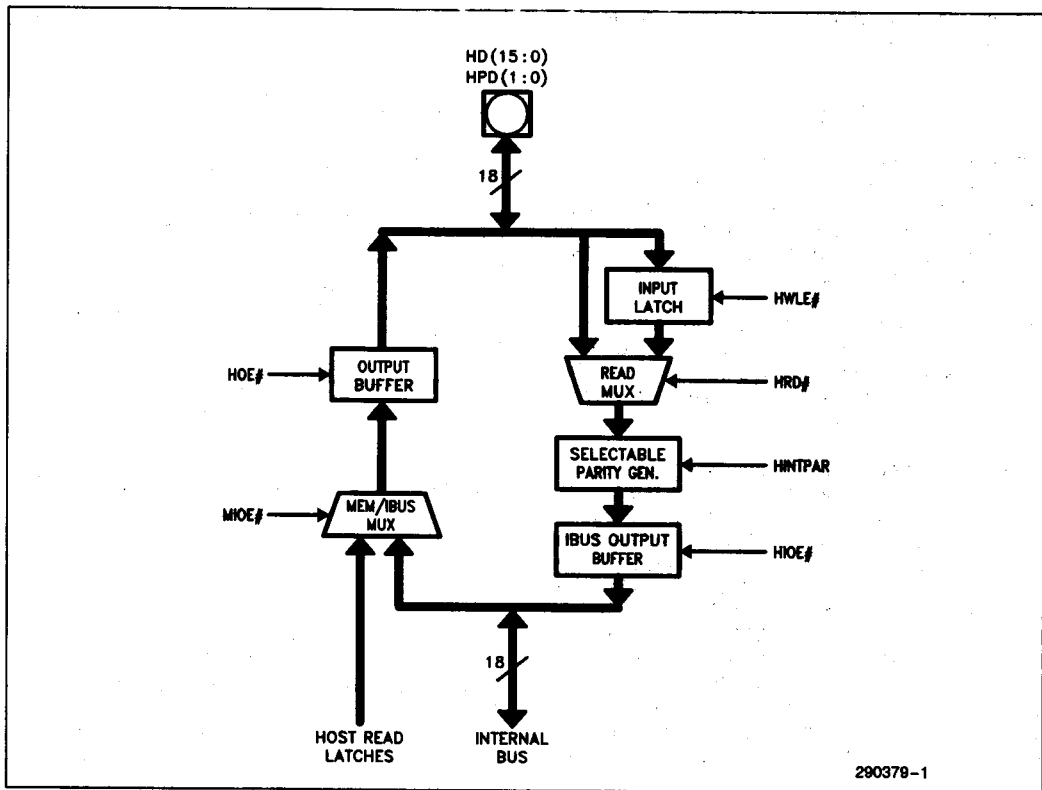 HD(15:0)
HPD(1:0)
18
INPUT
LATCH
HWLE#
HOE#
OUTPUT
BUFFER
READ
MUX
HRD#
SELECTABLE
PARITY GEN.
HINTPAR
MIOE#
MEM/IBUS
MUX
IBUS OUTPUT
BUFFER
HIOE#
18
HOST READ
LATCHES
INTERNAL
BUS
290379-1